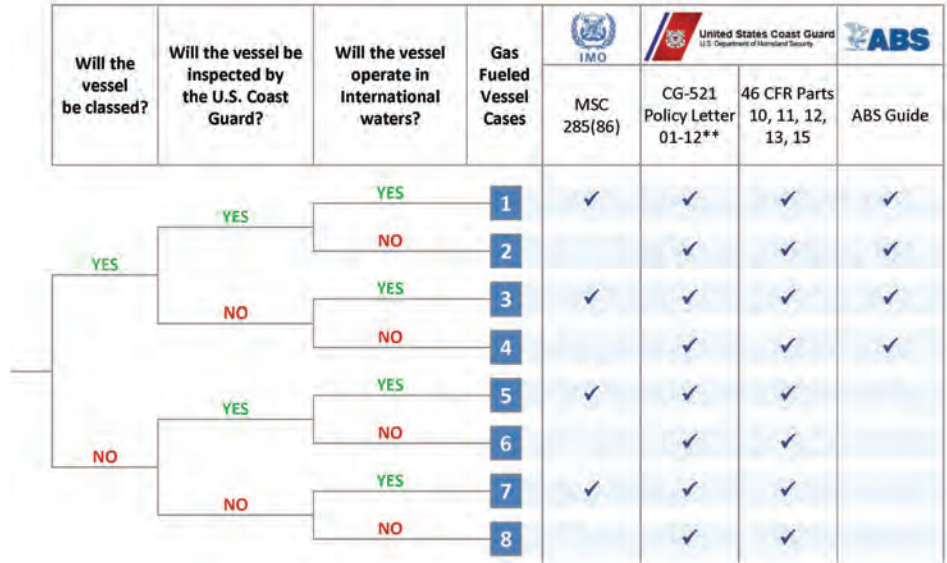 Will the
vessel
be classed?
Will the vessel be
inspected by
the U.S. Coast
Guard?
Will the vessel
operate in
International
waters?
Gas
Fueled
Vessel
Cases
IMO
United States Coast Guard
U.S. Department of Homeland Security
ABS
MSC
285(86)
CG-521
Policy Letter
01-12**
46 CFR Parts
10, 11, 12,
13, 15
ABS Guide
YES
YES
YES
1
✓ ✓ ✓ ✓
NO
2
✓ ✓ ✓
NO
YES
3
✓ ✓ ✓ ✓
NO
4
✓ ✓ ✓
NO
YES
YES
5
✓ ✓ ✓
NO
6
✓ ✓
NO
YES
7
✓ ✓ ✓
NO
8
✓ ✓